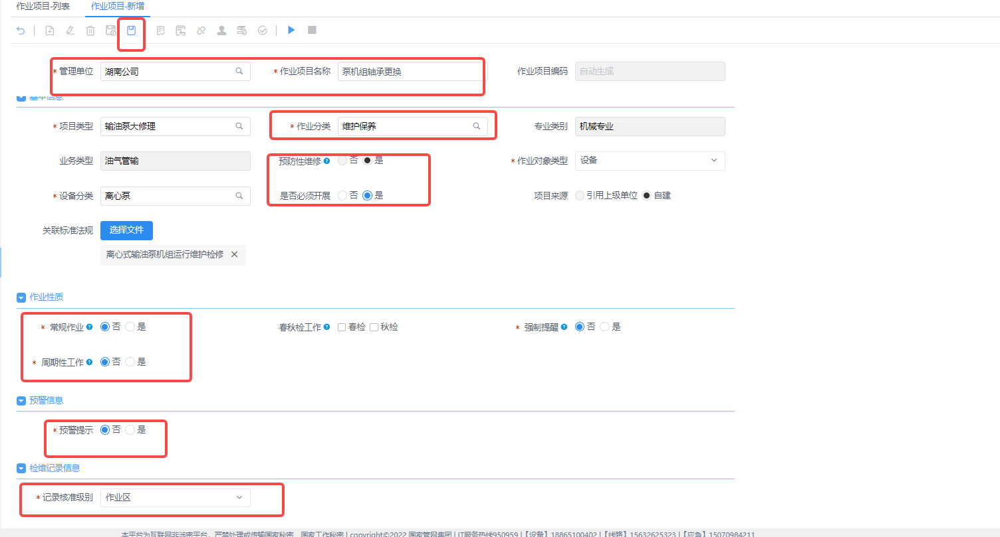 作业项目-列表 作业项目-新增
* 管理单位 湖南公司 * 作业项目名称 泵机组轴承更换 作业项目编码 自动生成
基本信息
* 项目类型 输油泵大修理 * 作业分类 维护保养 专业类别 机械专业
业务类型 油气管输 预防性维修 ? 否 是 * 作业对象类型 设备
* 设备分类 离心泵 是否必须开展 否 是 项目来源 引用上级单位 自建
关联标准法规 选择文件
离心式输油泵机组运行维护检修 ×
作业性质
* 常规作业 ? 否 是 春秋检工作 ? 春检 秋检 * 强制提醒 ? 否 是
* 周期性工作 ? 否 是
预警信息
* 预警提示 否 是
检维记录信息
* 记录核准级别 作业区
本平台为互联网非涉密平台，严禁处理或传输国家秘密、国家工作秘密 | copyright©2022 国家管网集团 | IT服务热线950959 |【设备】18865100402 |【线路】15632625323 |【应急】15070984211